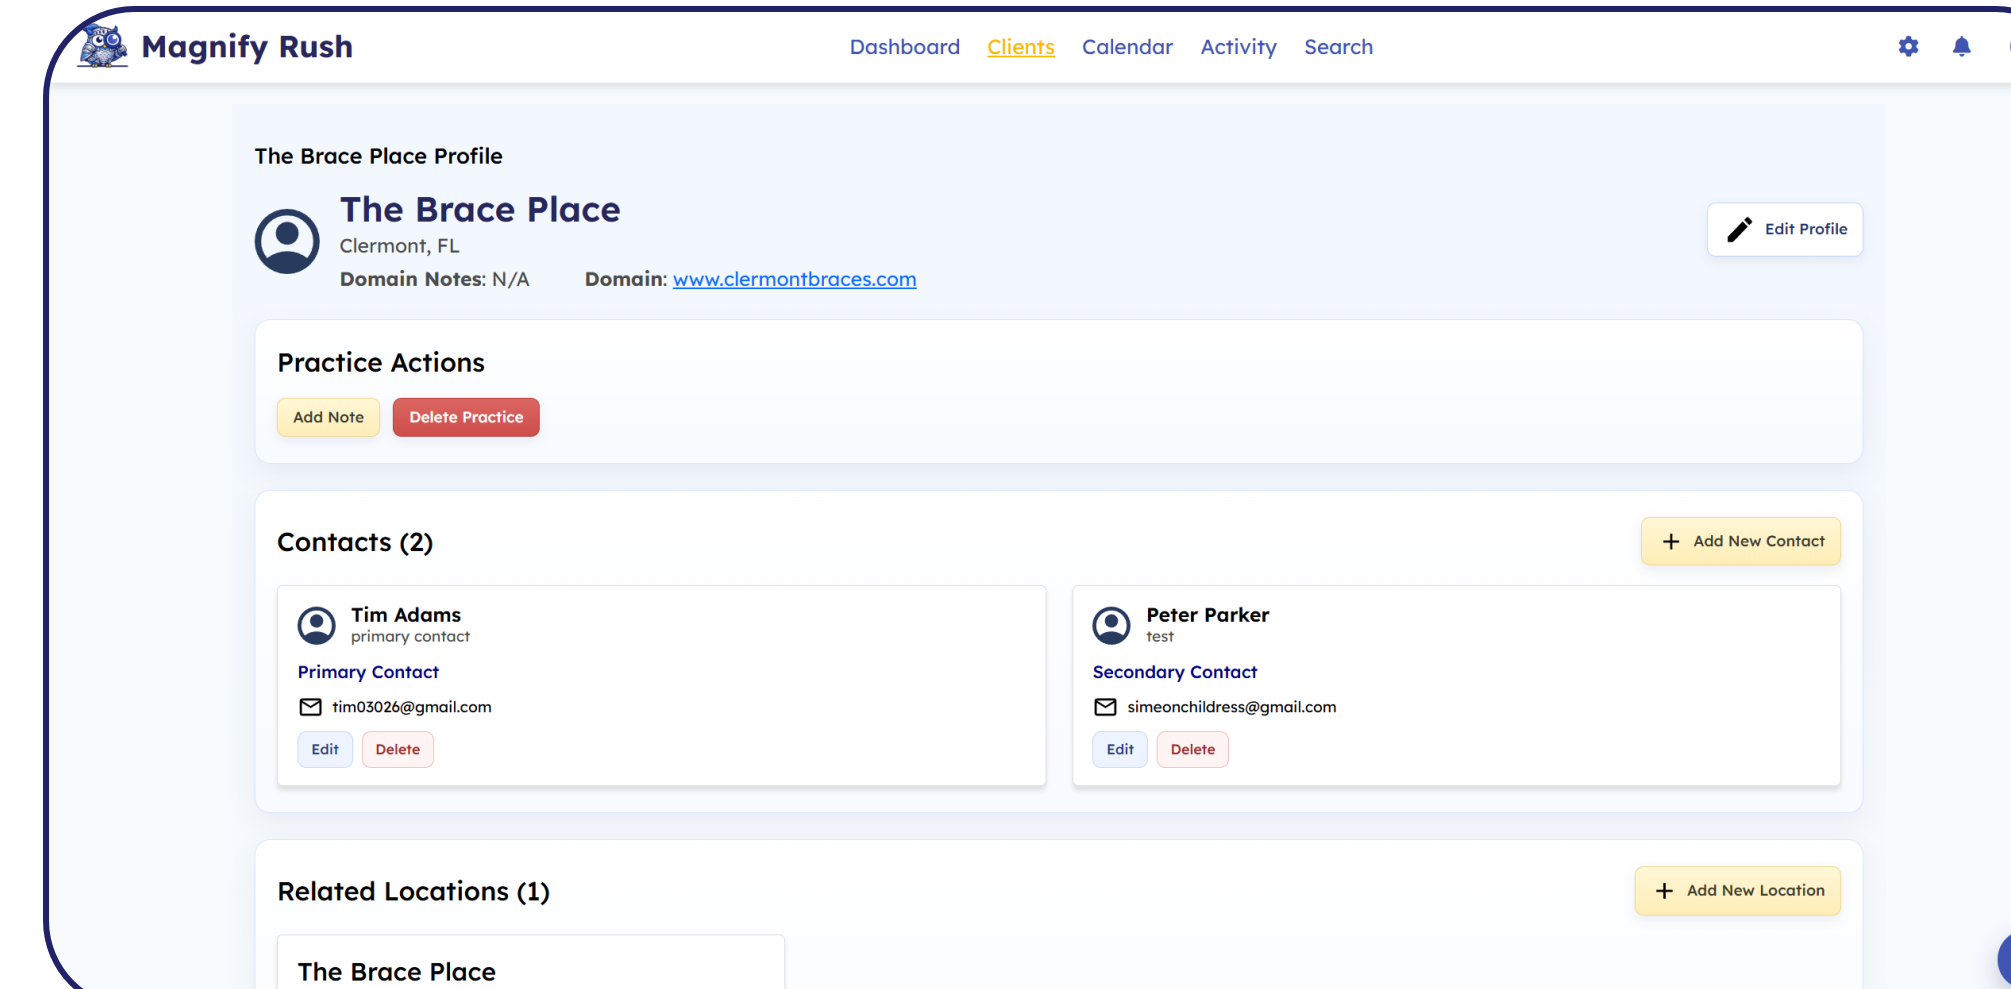 Magnify Rush
Dashboard Clients Calendar Activity Search
The Brace Place Profile
The Brace Place
Clermont, FL
Domain Notes: N/A Domain: www.clermontbraces.com
Edit Profile
Practice Actions
Add Note Delete Practice
Contacts (2)
Add New Contact
Tim Adams
primary contact
Primary Contact
tim03026@gmail.com
Edit Delete
Peter Parker
test
Secondary Contact
simeonchildress@gmail.com
Edit Delete
Related Locations (1)
Add New Location
The Brace Place